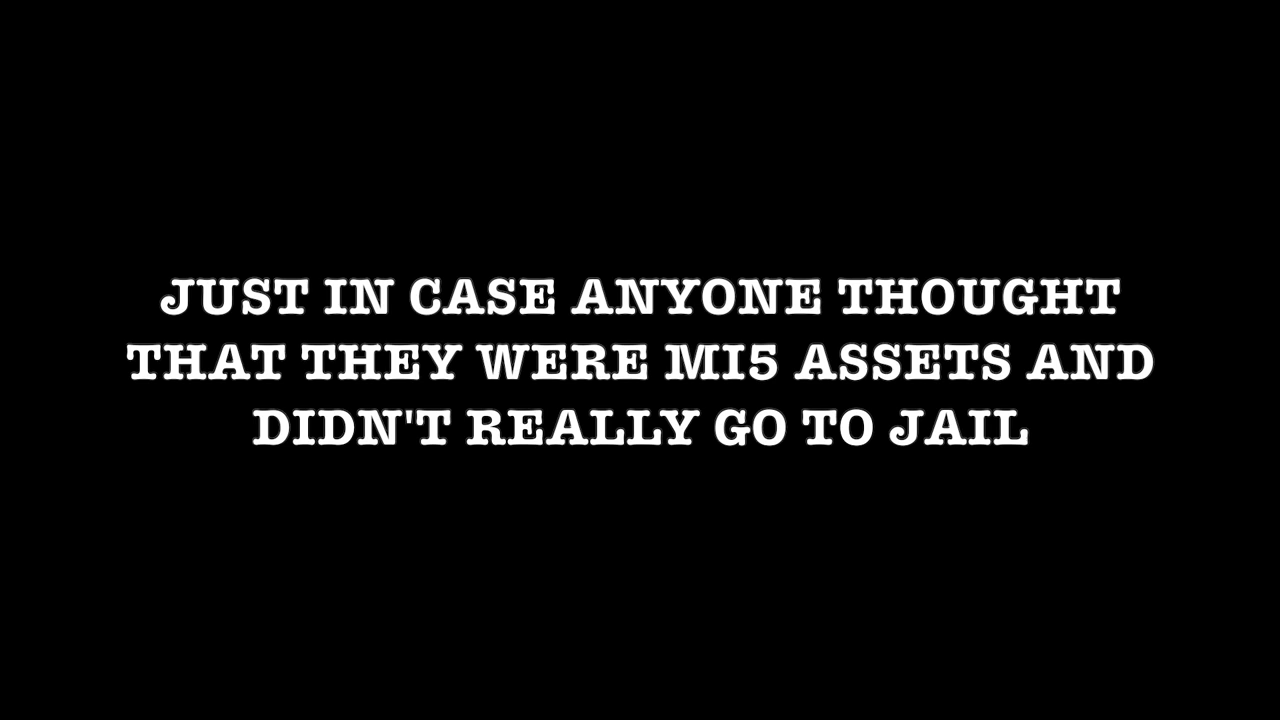 JUST IN CASE ANYONE THOUGHT
THAT THEY WERE MI5 ASSETS AND
DIDN'T REALLY GO TO JAIL